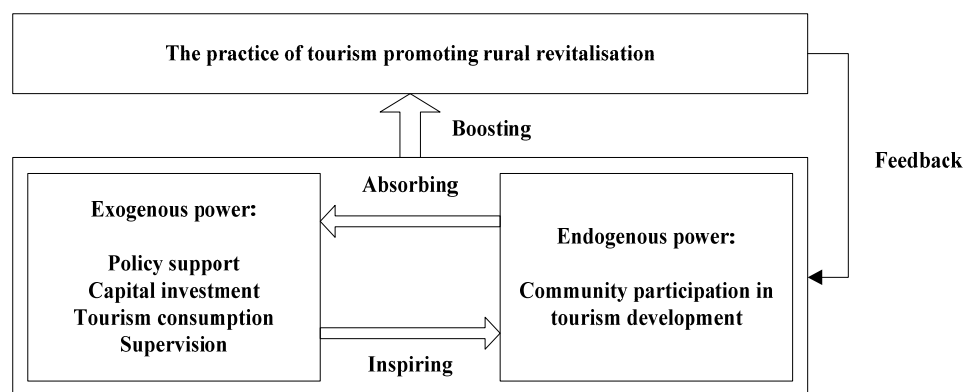 The practice of tourism promoting rural revitalisation
Boosting
Feedback
Absorbing
Exogenous power:
Policy support
Capital investment
Tourism consumption
Supervision
Endogenous power:
Community participation in
tourism development
Inspiring